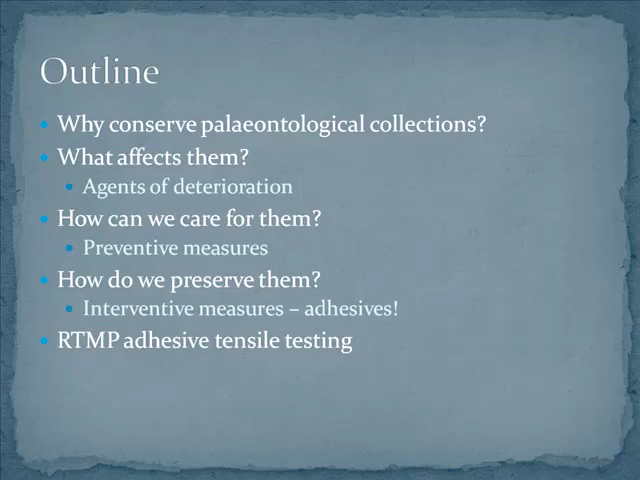 Outline
• Why conserve palaeontological collections?
• What affects them?
• Agents of deterioration
• How can we care for them?
• Preventive measures
• How do we preserve them?
• Interventive measures – adhesives!
• RTMP adhesive tensile testing